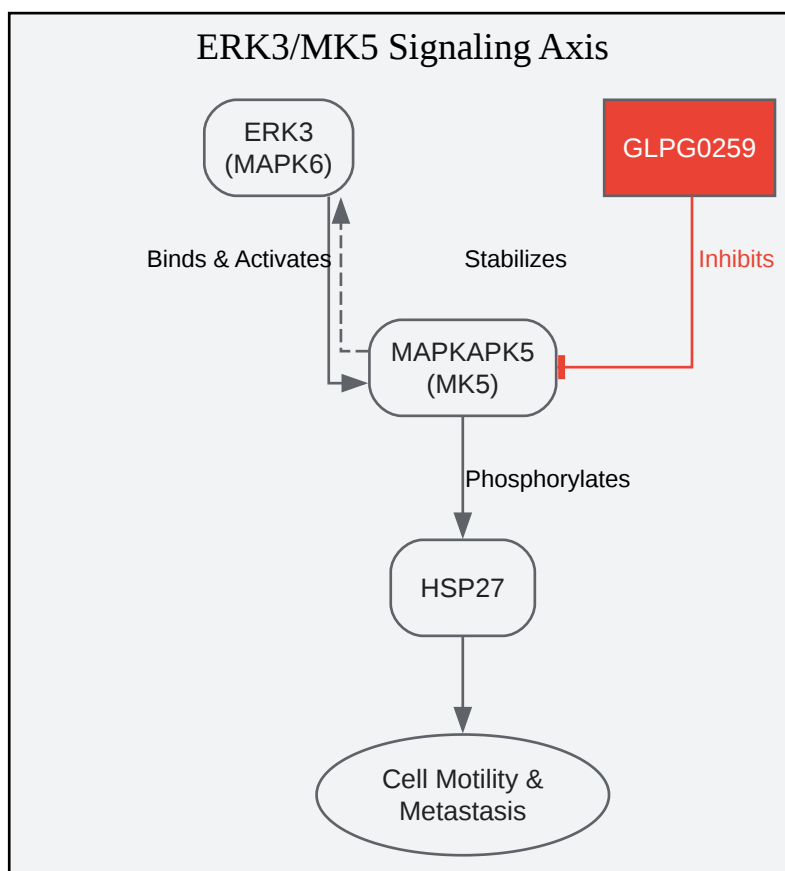 ERK3/MK5 Signaling Axis
ERK3
(MAPK6)
GLPG0259
Binds & Activates
Stabilizes
Inhibits
MAPKAPK5
(MK5)
Phosphorylates
HSP27
Cell Motility &
Metastasis